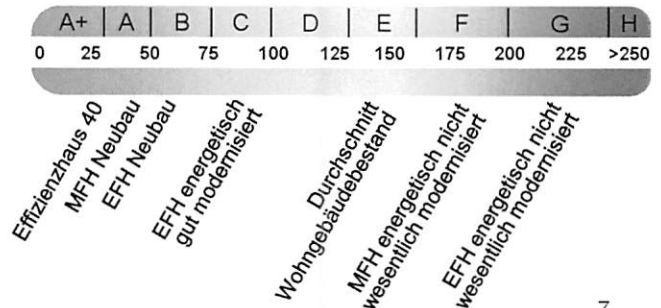 A+ A B C D E F G H
0 25 50 75 100 125 150 175 200 225 >250
Effizienzhaus 40
MFH Neubau
EFH Neubau
EFH energetisch
gut modernisiert
Durchschnitt
Wohngebäudebestand
MFH energetisch nicht
wesentlich modernisiert
EFH energetisch nicht
wesentlich modernisiert